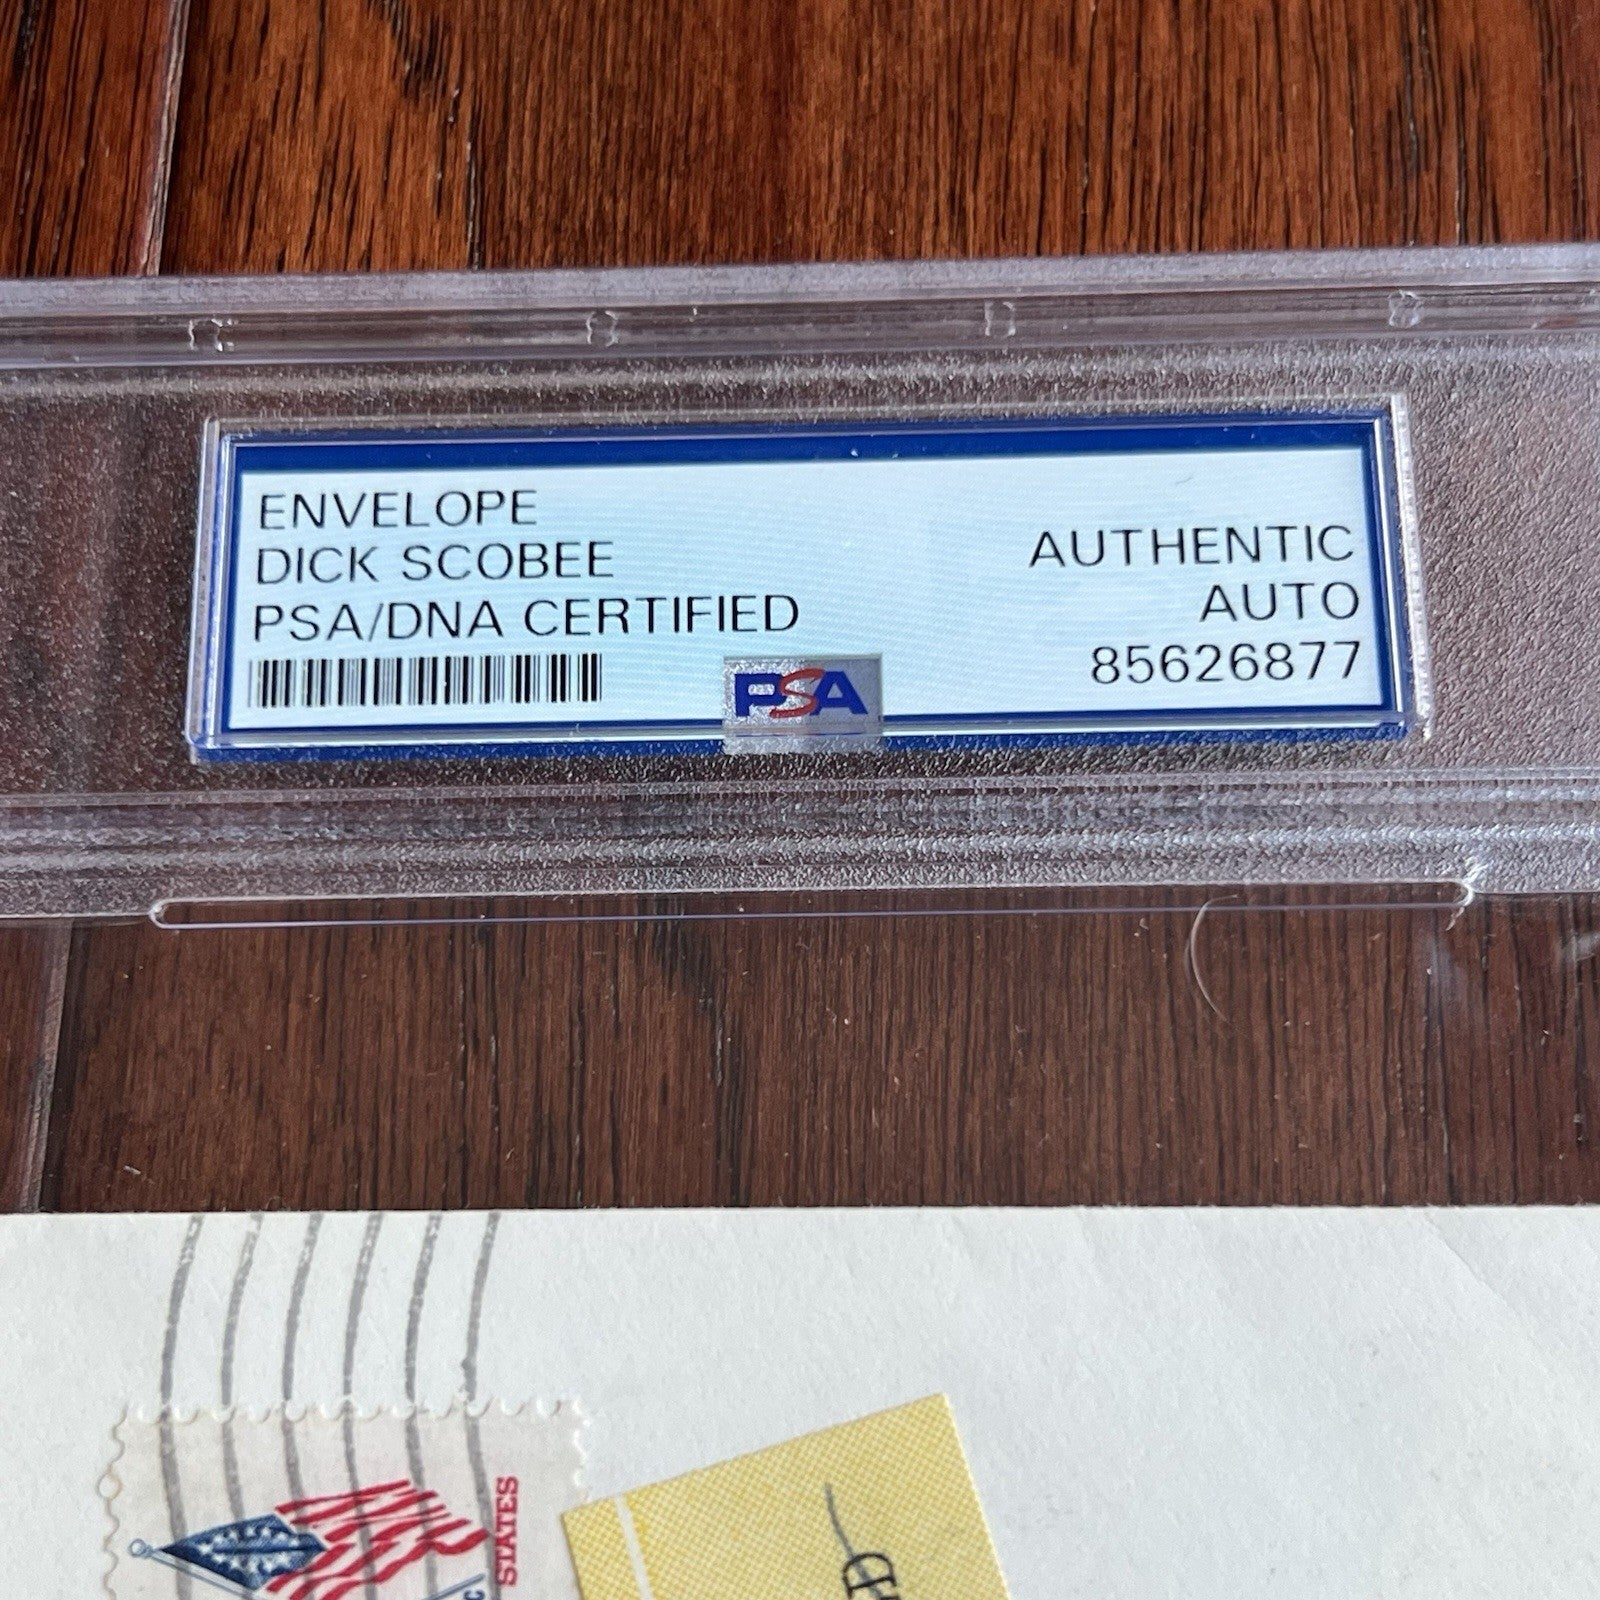 ENVELOPE
DICK SCOBEE
PSA/DNA CERTIFIED
AUTHENTIC
AUTO
85626877
PSA
STATES